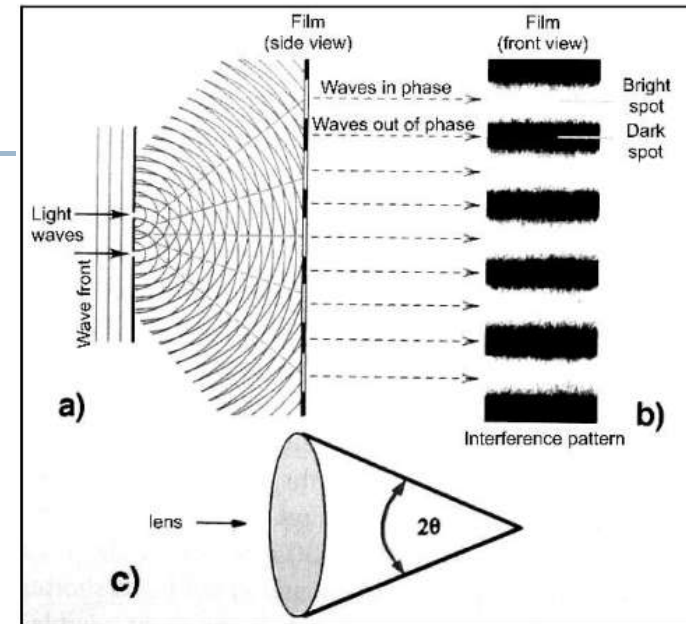 Film
(side view)
Film
(front view)
Waves in phase
Bright
spot
Waves out of phase
Dark
spot
Light
waves
Wave front
a)
b)
Interference pattern
lens
2θ
c)